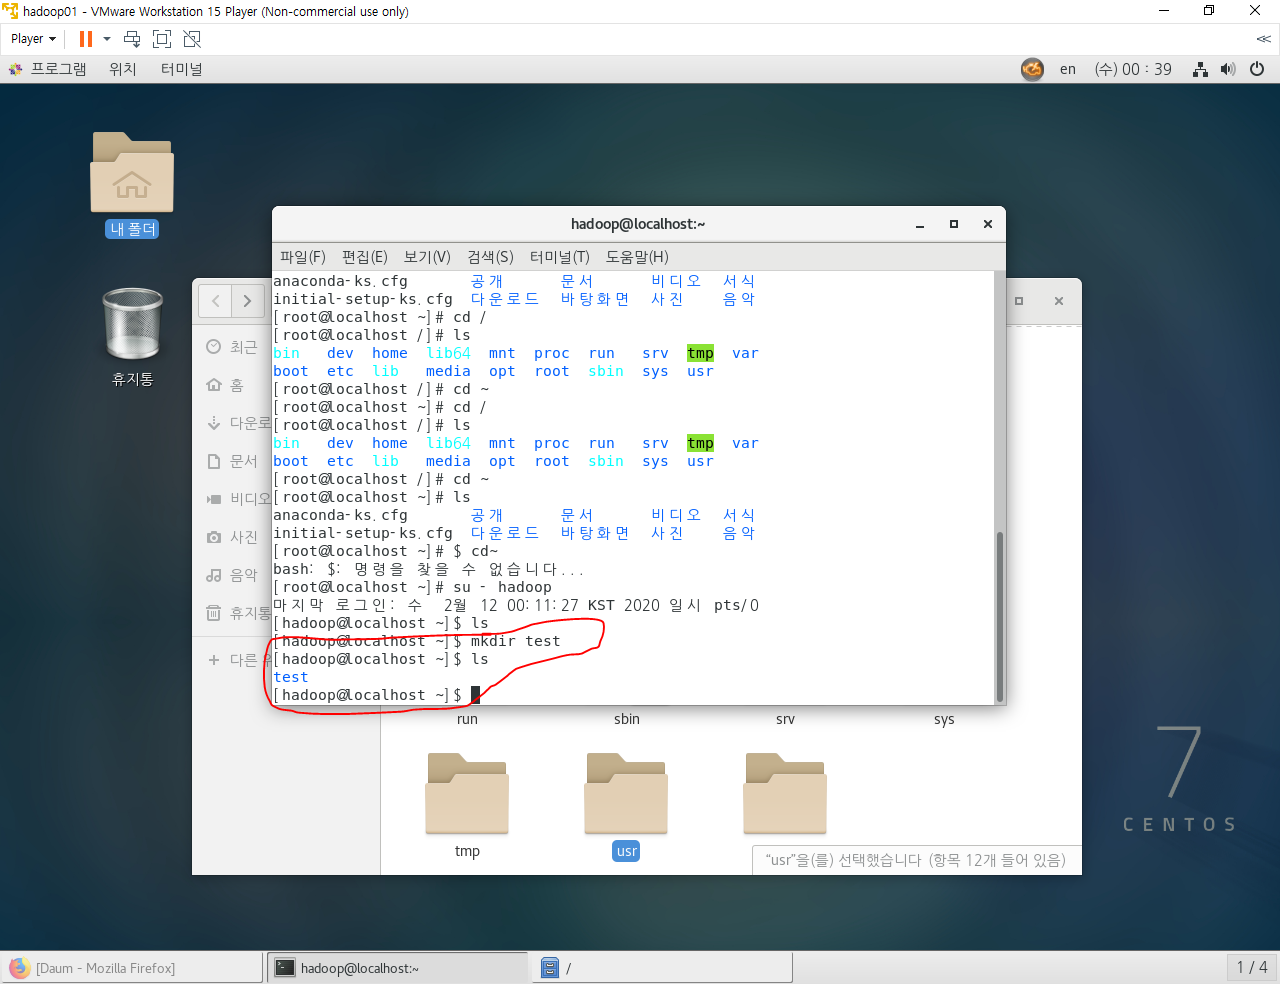 hadoop01 - VMware Workstation 15 Player (Non-commercial use only)
Player
프로그램 위치 터미널 en (수) 00 : 39
내 폴더
휴지통
hadoop@localhost:~
파일(F) 편집(E) 보기(V) 검색(S) 터미널(T) 도움말(H)
anaconda-ks.cfg 공개 문서 비디오 서식
initial-setup-ks.cfg 다운로드 바탕화면 사진 음악
[root@localhost ~]# cd /
[root@localhost /]# ls
bin dev home lib64 mnt proc run srv tmp var
boot etc lib media opt root sbin sys usr
[root@localhost /]# cd ~
[root@localhost ~]# cd /
[root@localhost /]# ls
bin dev home lib64 mnt proc run srv tmp var
boot etc lib media opt root sbin sys usr
[root@localhost /]# cd ~
[root@localhost ~]# ls
anaconda-ks.cfg 공개 문서 비디오 서식
initial-setup-ks.cfg 다운로드 바탕화면 사진 음악
[root@localhost ~]# $ cd~
bash: $: 명령을 찾을 수 없습니다...
[root@localhost ~]# su - hadoop
마지막 로그인: 수 2월 12 00:11:27 KST 2020 일시 pts/0
[hadoop@localhost ~]$ ls
[hadoop@localhost ~]$ mkdir test
[hadoop@localhost ~]$ ls
test
[hadoop@localhost ~]$
최근
홈
다운로
문서
비디오
사진
음악
휴지통
다른
run sbin srv sys
tmp usr
“usr”을(를) 선택했습니다 (항목 12개 들어 있음)
7
CENTOS
[Daum - Mozilla Firefox] hadoop@localhost:~ / 1 / 4